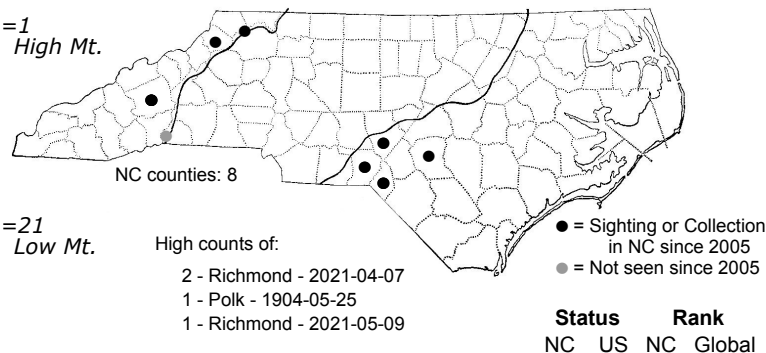 =1
High Mt.
NC counties: 8
=21
Low Mt.
High counts of:
2 - Richmond - 2021-04-07
1 - Polk - 1904-05-25
1 - Richmond - 2021-05-09
● = Sighting or Collection
in NC since 2005
● = Not seen since 2005
Status Rank
NC US NC Global